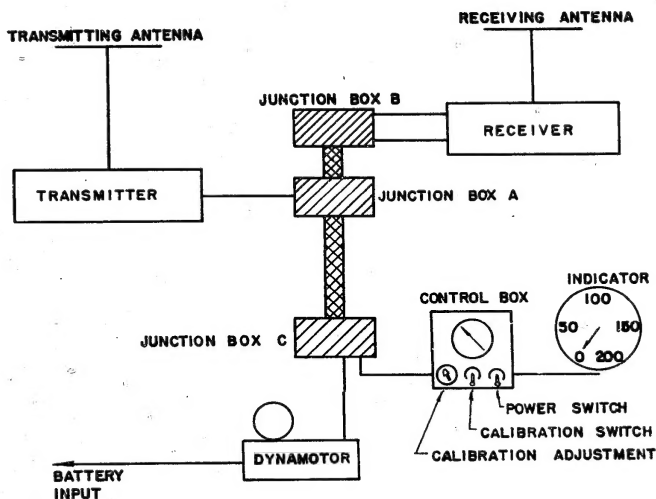 TRANSMITTING ANTENNA
RECEIVING ANTENNA
JUNCTION BOX B
RECEIVER
TRANSMITTER
JUNCTION BOX A
INDICATOR
CONTROL BOX
100
50
150
0
200
JUNCTION BOX C
POWER SWITCH
CALIBRATION SWITCH
CALIBRATION ADJUSTMENT
DYNAMOTOR
BATTERY
INPUT